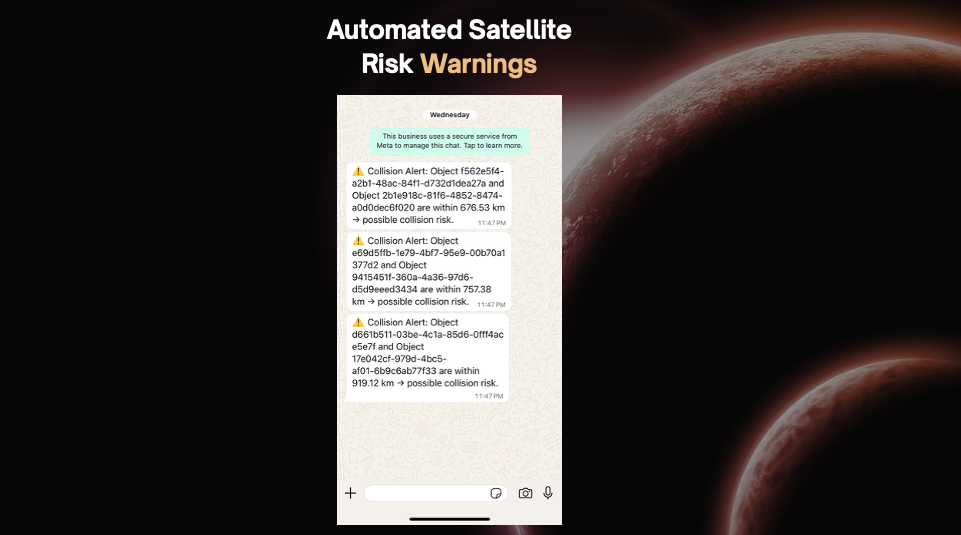 Automated Satellite
Risk Warnings
Wednesday
This business uses a secure service from
Meta to manage this chat. Tap to learn more.
⚠️ Collision Alert: Object f562e5f4-
a2b1-48ac-84f1-d732d1dea27a and
Object 2b1e918c-81f6-4852-8474-
a0d0dec6f020 are within 676.53 km
→ possible collision risk. 11:47 PM
⚠️ Collision Alert: Object
e69d5ffb-1e79-4bf7-95e9-00b70a1
377d2 and Object
9415451f-360a-4a36-97d6-
d5d9eeed3434 are within 757.38
km → possible collision risk. 11:47 PM
⚠️ Collision Alert: Object
d661b511-03be-4c1a-85d6-0fff4ac
e5e7f and Object
17e042cf-979d-4bc5-
af01-6b9c6ab77f33 are within
919.12 km → possible collision risk.
11:47 PM